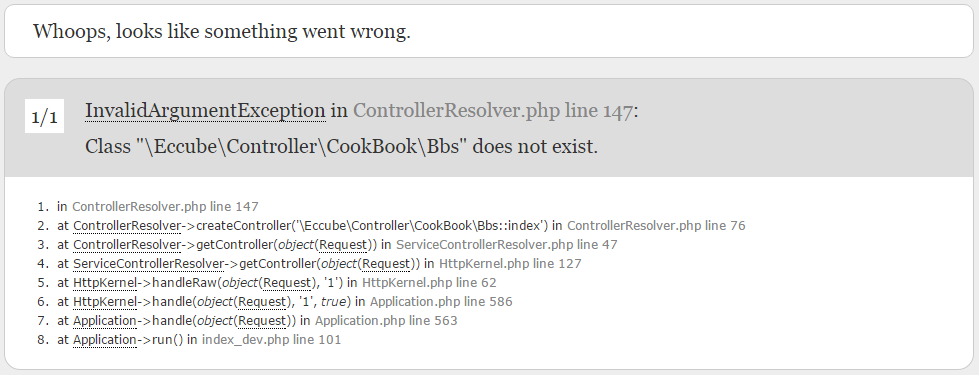 Whoops, looks like something went wrong.
1/1
InvalidArgumentException in ControllerResolver.php line 147:
Class "\Eccube\Controller\CookBook\Bbs" does not exist.
1. in ControllerResolver.php line 147
2. at ControllerResolver->createController('\Eccube\Controller\CookBook\Bbs::index') in ControllerResolver.php line 76
3. at ControllerResolver->getController(object(Request)) in ServiceControllerResolver.php line 47
4. at ServiceControllerResolver->getController(object(Request)) in HttpKernel.php line 127
5. at HttpKernel->handleRaw(object(Request), '1') in HttpKernel.php line 62
6. at HttpKernel->handle(object(Request), '1', true) in Application.php line 586
7. at Application->handle(object(Request)) in Application.php line 563
8. at Application->run() in index_dev.php line 101